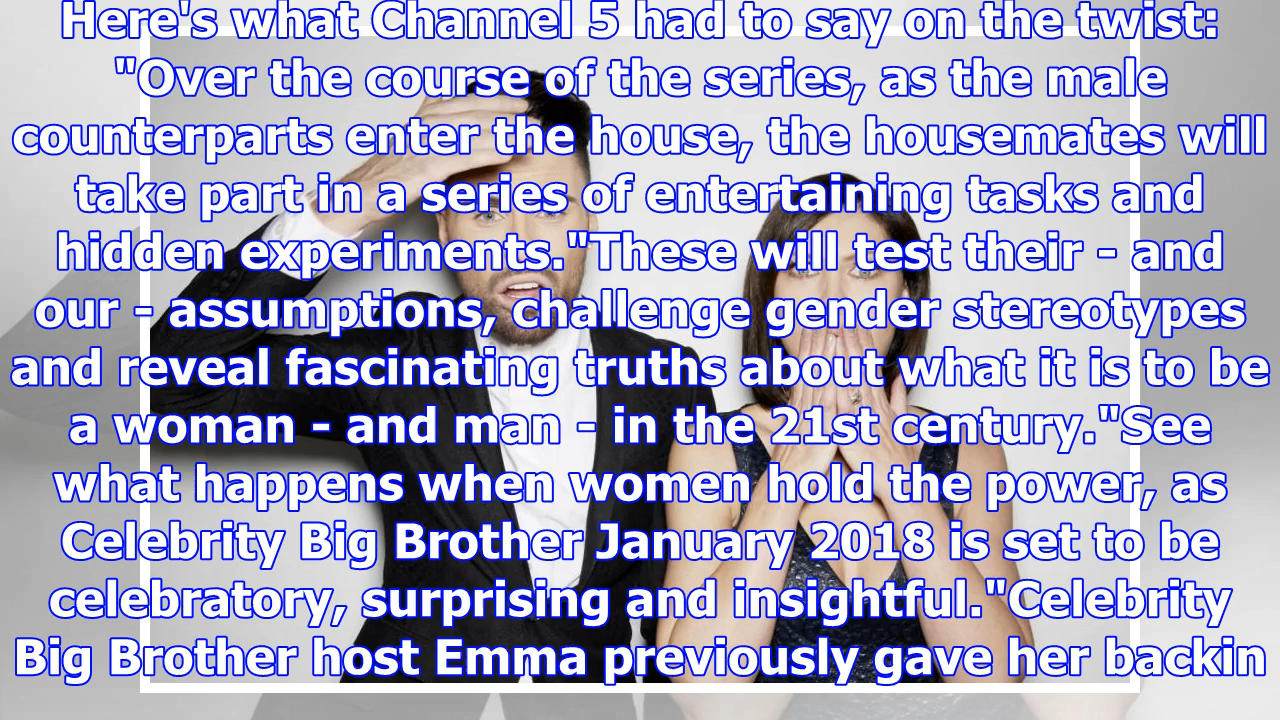 Here's what Channel 5 had to say on the twist:
"Over the course of the series, as the male
counterparts enter the house, the housemates will
take part in a series of entertaining tasks and
hidden experiments."These will test their - and
our - assumptions, challenge gender stereotypes
and reveal fascinating truths about what it is to be
a woman - and man - in the 21st century."See
what happens when women hold the power, as
Celebrity Big Brother January 2018 is set to be
celebratory, surprising and insightful."Celebrity
Big Brother host Emma previously gave her backin